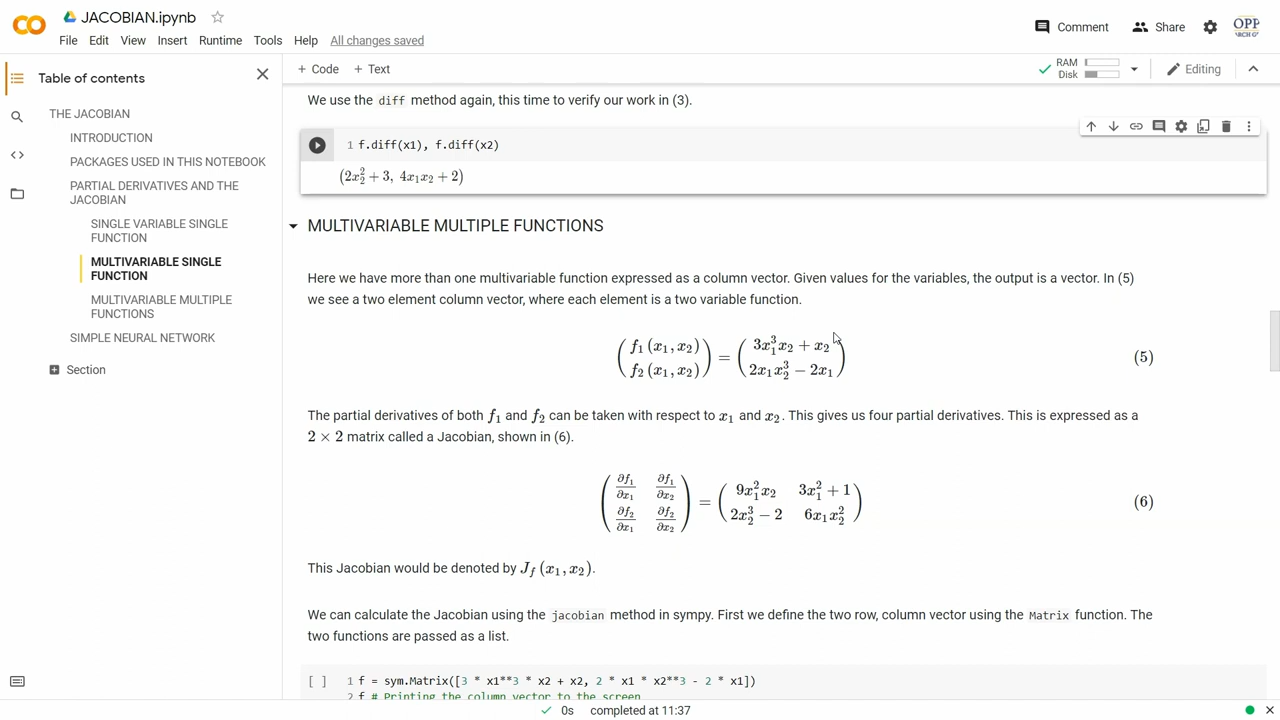 JACOBIAN.ipynb
File Edit View Insert Runtime Tools Help All changes saved
Comment Share OPP
RCH G
Table of contents
THE JACOBIAN
INTRODUCTION
PACKAGES USED IN THIS NOTEBOOK
PARTIAL DERIVATIVES AND THE
JACOBIAN
SINGLE VARIABLE SINGLE
FUNCTION
MULTIVARIABLE SINGLE
FUNCTION
MULTIVARIABLE MULTIPLE
FUNCTIONS
SIMPLE NEURAL NETWORK
Section
+ Code + Text
RAM
Disk
Editing
We use the diff method again, this time to verify our work in (3).
1 f.diff(x1), f.diff(x2)
(2x₂² + 3, 4x₁x₂ + 2)
MULTIVARIABLE MULTIPLE FUNCTIONS
Here we have more than one multivariable function expressed as a column vector. Given values for the variables, the output is a vector. In (5)
we see a two element column vector, where each element is a two variable function.
( f₁ (x₁, x₂) ) = ( 3x₁³x₂ + x₂ ) (5)
( f₂ (x₁, x₂) ) ( 2x₁x₂³ − 2x₁ )
The partial derivatives of both f₁ and f₂ can be taken with respect to x₁ and x₂. This gives us four partial derivatives. This is expressed as a
2 × 2 matrix called a Jacobian, shown in (6).
( ∂f₁/∂x₁ ∂f₁/∂x₂ ) = ( 9x₁²x₂ 3x₁² + 1 ) (6)
( ∂f₂/∂x₁ ∂f₂/∂x₂ ) ( 2x₂³ − 2 6x₁x₂² )
This Jacobian would be denoted by J_f (x₁, x₂).
We can calculate the Jacobian using the jacobian method in sympy. First we define the two row, column vector using the Matrix function. The
two functions are passed as a list.
[ ] 1 f = sym.Matrix([3 * x1**3 * x2 + x2, 2 * x1 * x2**3 - 2 * x1])
2 f # Printing the column vector to the screen
0s completed at 11:37